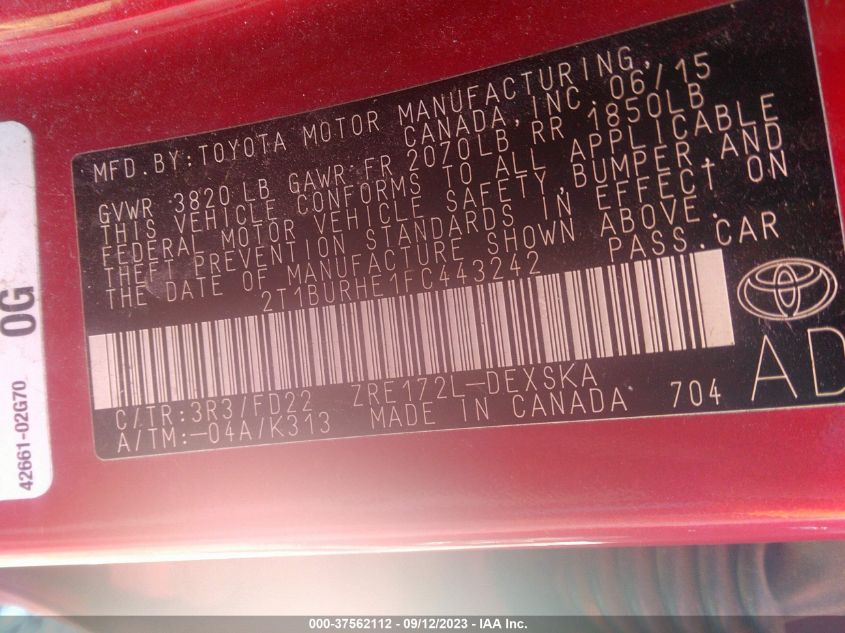 MFD.BY:TOYOTA MOTOR MANUFACTURING,
CANADA,INC. 06/15
GVWR 3820 LB GAWR FR 2070LB RR 1850LB
THIS VEHICLE CONFORMS TO ALL APPLICABLE
FEDERAL MOTOR VEHICLE SAFETY,BUMPER,AND
THEFT PREVENTION STANDARDS IN EFFECT ON
THE DATE OF MANUFACTURE SHOWN ABOVE.
2T1BURHE1FC443242 PASS.CAR
C/TR:3R3/FD22 ZRE172L-DEXSKA
A/TM:-04A/K313 MADE IN CANADA 704
AD
0G
42661-02G70
000-37562112 - 09/12/2023 - IAA Inc.